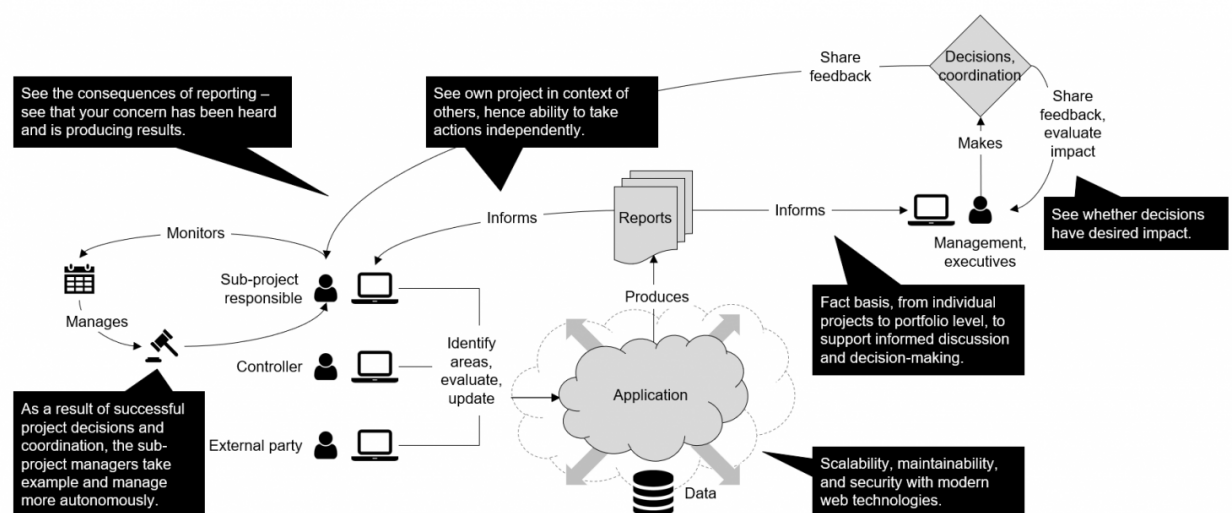 Share
feedback
Decisions,
coordination
Share
feedback,
evaluate
impact
See the consequences of reporting –
see that your concern has been heard
and is producing results.
See own project in context of
others, hence ability to take
actions independently.
Makes
Informs
Reports
Informs
Management,
executives
See whether decisions
have desired impact.
Monitors
Sub-project
responsible
Manages
Produces
Fact basis, from individual
projects to portfolio level, to
support informed discussion
and decision-making.
Controller
Identify
areas,
evaluate,
update
Application
As a result of successful
project decisions and
coordination, the sub-
project managers take
example and manage
more autonomously.
External party
Data
Scalability, maintainability,
and security with modern
web technologies.